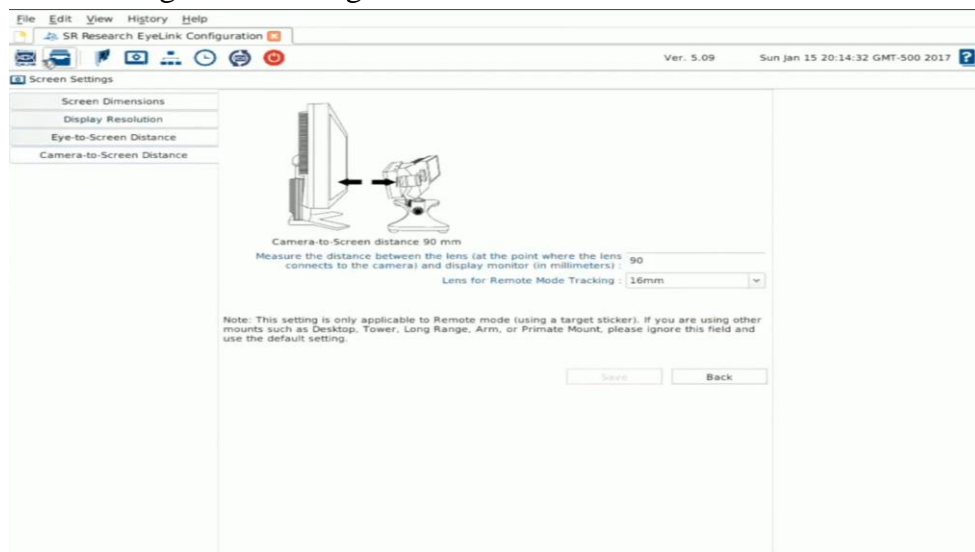 File Edit View History Help
SR Research EyeLink Configuration
Ver. 5.09 Sun Jan 15 20:14:32 GMT-500 2017 ?
Screen Settings
Screen Dimensions
Display Resolution
Eye-to-Screen Distance
Camera-to-Screen Distance
Camera-to-Screen distance 90 mm
Measure the distance between the lens (at the point where the lens
connects to the camera) and display monitor (in millimeters) : 90
Lens for Remote Mode Tracking : 16mm
Note: This setting is only applicable to Remote mode (using a target sticker). If you are using other
mounts such as Desktop, Tower, Long Range, Arm, or Primate Mount, please ignore this field and
use the default setting.
Save Back